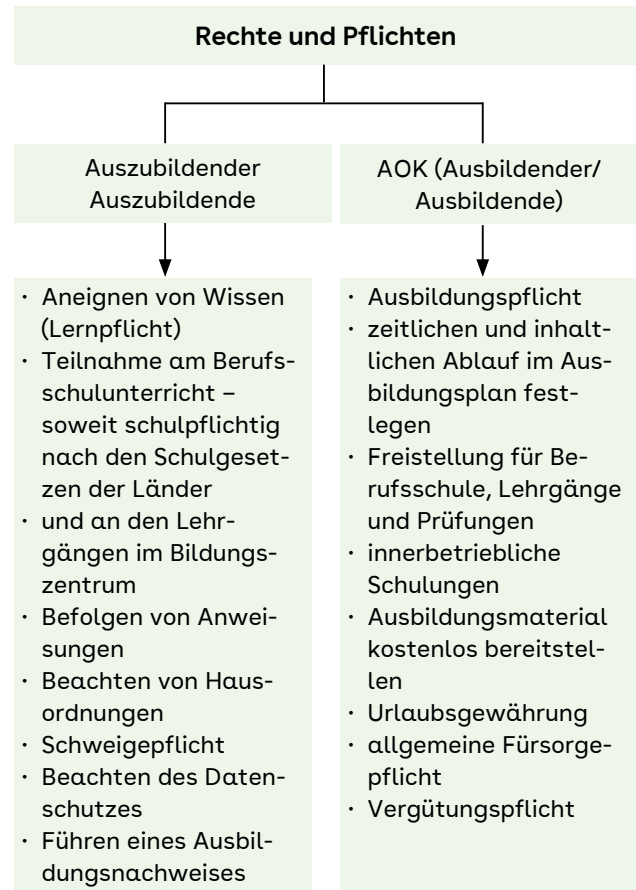 Rechte und Pflichten
Auszubildender
Auszubildende
AOK (Ausbildender/
Ausbildende)
· Aneignen von Wissen
(Lernpflicht)
· Teilnahme am Berufs-
schulunterricht –
soweit schulpflichtig
nach den Schulgeset-
zen der Länder
· und an den Lehr-
gängen im Bildungs-
zentrum
· Befolgen von Anwei-
sungen
· Beachten von Haus-
ordnungen
· Schweigepflicht
· Beachten des Daten-
schutzes
· Führen eines Ausbil-
dungsnachweises
· Ausbildungspflicht
· zeitlichen und inhalt-
lichen Ablauf im Aus-
bildungsplan fest-
legen
· Freistellung für Be-
rufsschule, Lehrgänge
und Prüfungen
· innerbetriebliche
Schulungen
· Ausbildungsmaterial
kostenlos bereitstel-
len
· Urlaubsgewährung
· allgemeine Fürsorge-
pflicht
· Vergütungspflicht